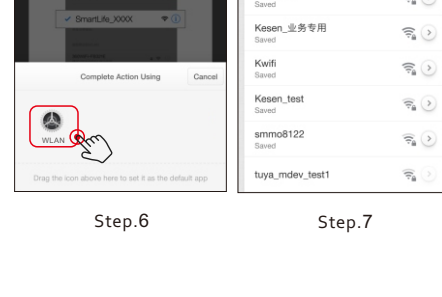 SmartLife_XXXX
Complete Action Using
Cancel
WLAN
Drag the icon above here to set it as the default app
Step.6
Saved
Kesen_业务专用
Saved
Kwifi
Saved
Kesen_test
Saved
smmo8122
Saved
tuya_mdev_test1
Step.7